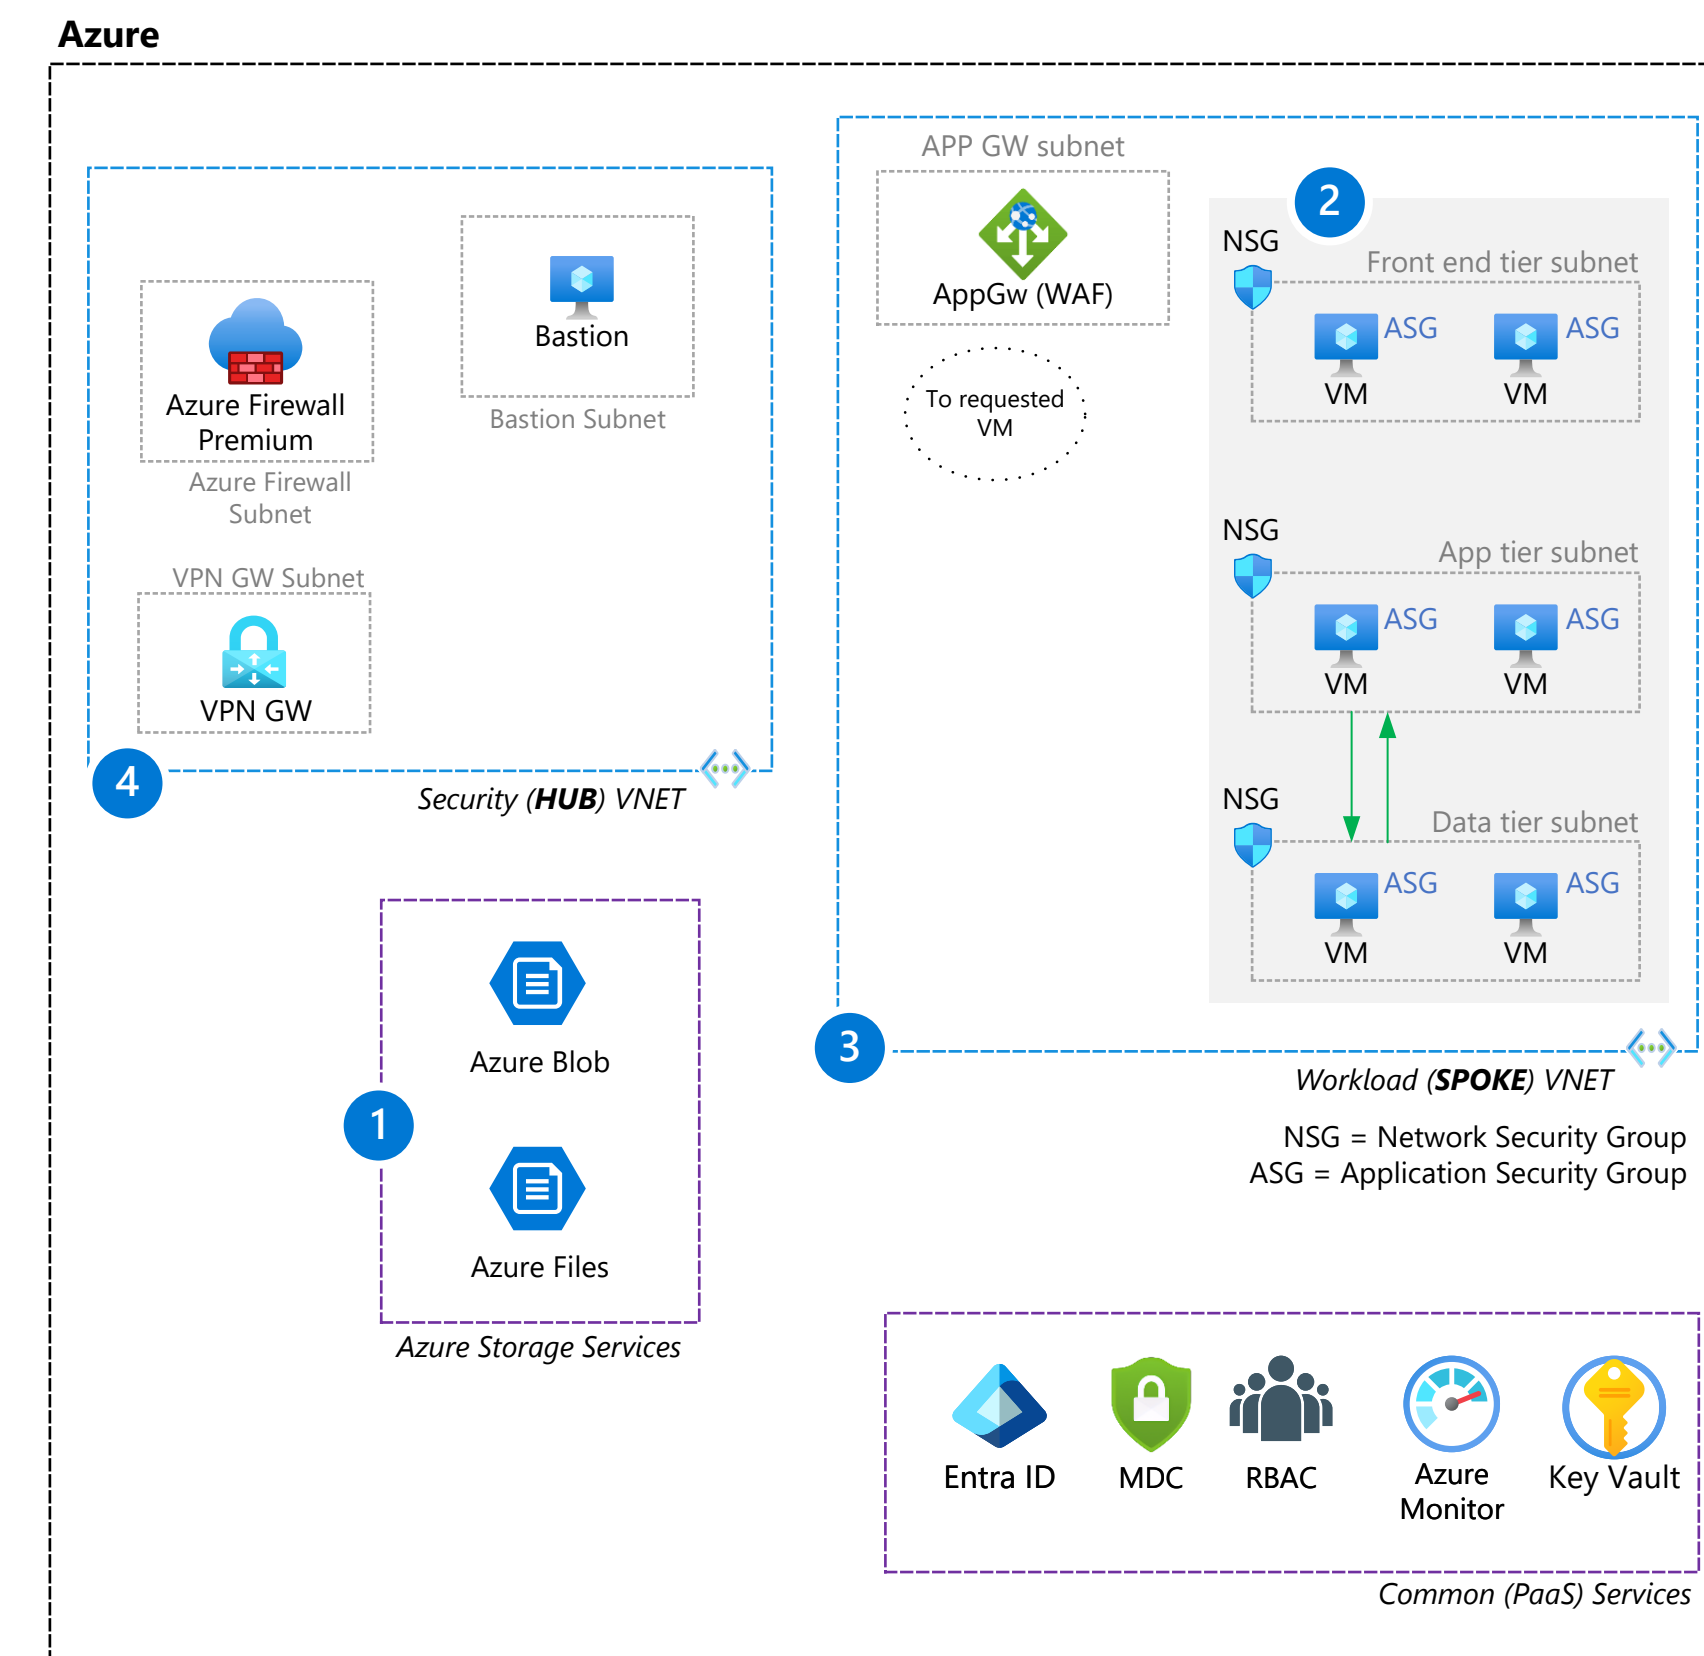 Azure
Bastion
Bastion Subnet
Azure Firewall
Premium
Azure Firewall
Subnet
VPN GW Subnet
VPN GW
4
Security (HUB) VNET
APP GW subnet
AppGw (WAF)
To requested
VM
2
NSG
Front end tier subnet
ASG
ASG
VM
VM
NSG
App tier subnet
ASG
ASG
VM
VM
NSG
Data tier subnet
ASG
ASG
VM
VM
3
Workload (SPOKE) VNET
NSG = Network Security Group
ASG = Application Security Group
Azure Blob
1
Azure Files
Azure Storage Services
Entra ID
MDC
RBAC
Azure
Monitor
Key Vault
Common (PaaS) Services